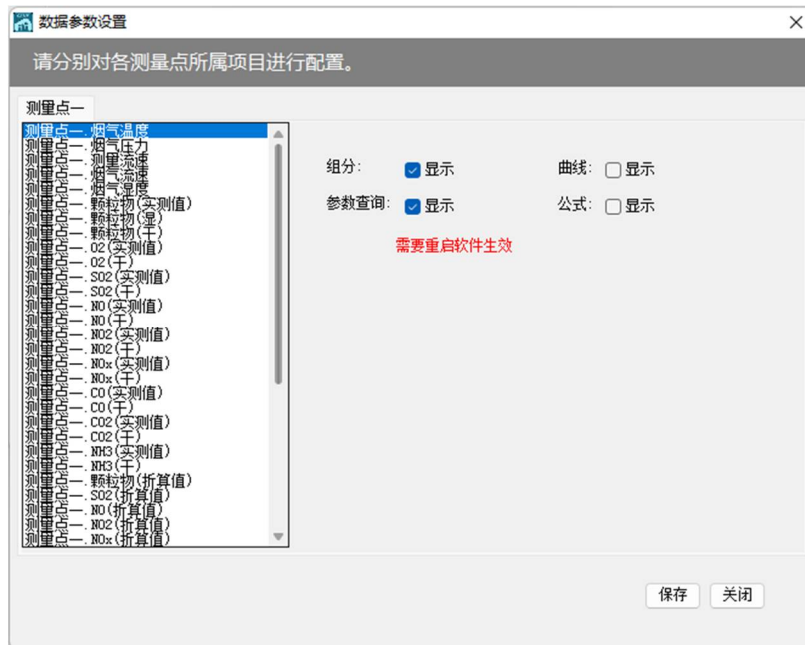 数据参数设置
请分别对各测量点所属项目进行配置。
测量点一
测量点一.烟气温度
测量点一.烟气压力
测量点一.测量流速
测量点一.烟气流速
测量点一.烟气湿度
测量点一.颗粒物(实测值)
测量点一.颗粒物(湿)
测量点一.颗粒物(干)
测量点一.O2(实测值)
测量点一.O2(干)
测量点一.SO2(实测值)
测量点一.SO2(干)
测量点一.NO(实测值)
测量点一.NO(干)
测量点一.NO2(实测值)
测量点一.NO2(干)
测量点一.NOx(实测值)
测量点一.NOx(干)
测量点一.CO(实测值)
测量点一.CO(干)
测量点一.CO2(实测值)
测量点一.CO2(干)
测量点一.NH3(实测值)
测量点一.NH3(干)
测量点一.颗粒物(折算值)
测量点一.SO2(折算值)
测量点一.NO(折算值)
测量点一.NO2(折算值)
测量点一.NOx(折算值)
组分: 显示 曲线: 显示
参数查询: 显示 公式: 显示
需要重启软件生效
保存 关闭